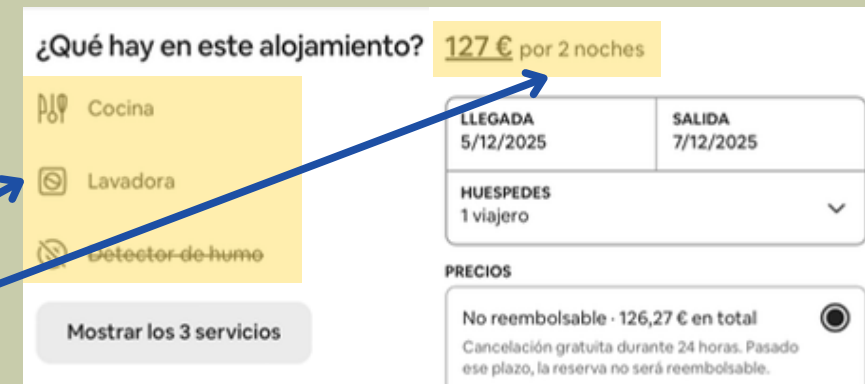 ¿Qué hay en este alojamiento?
Cocina
Lavadora
Detector de humo
Mostrar los 3 servicios
127 € por 2 noches
LLEGADA
5/12/2025
SALIDA
7/12/2025
HUESPEDES
1 viajero
PRECIOS
No reembolsable · 126,27 € en total
Cancelación gratuita durante 24 horas. Pasado
ese plazo, la reserva no será reembolsable.